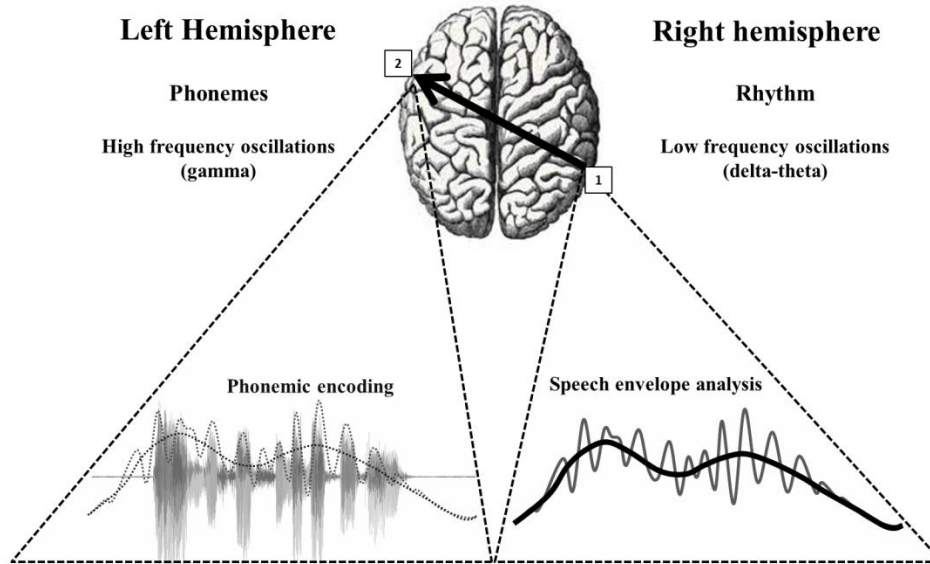 Left Hemisphere
Phonemes
High frequency oscillations
(gamma)
2
1
Right hemisphere
Rhythm
Low frequency oscillations
(delta-theta)
Phonemic encoding
Speech envelope analysis